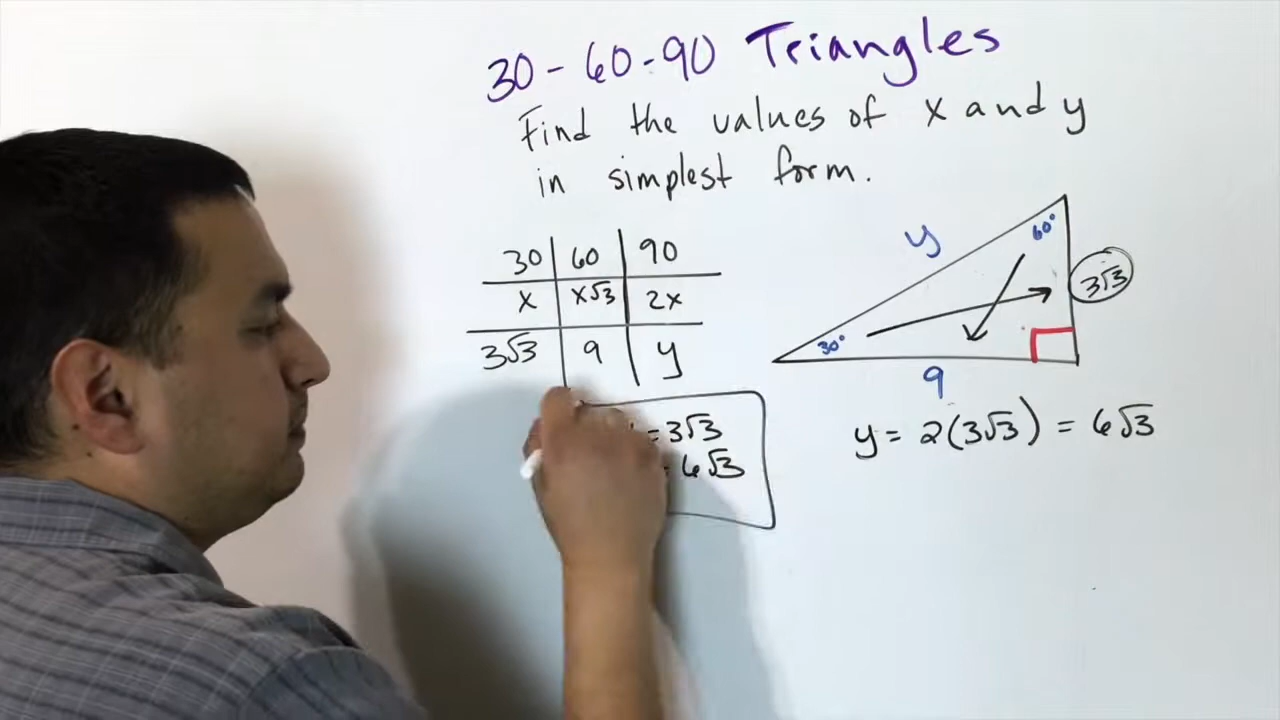 30-60-90 Triangles
Find the values of x and y
in simplest form.
30 60 90
x x√3 2x
3√3 9 y
=3√3
6√3
y
60°
3√3
30°
9
y = 2(3√3) = 6√3